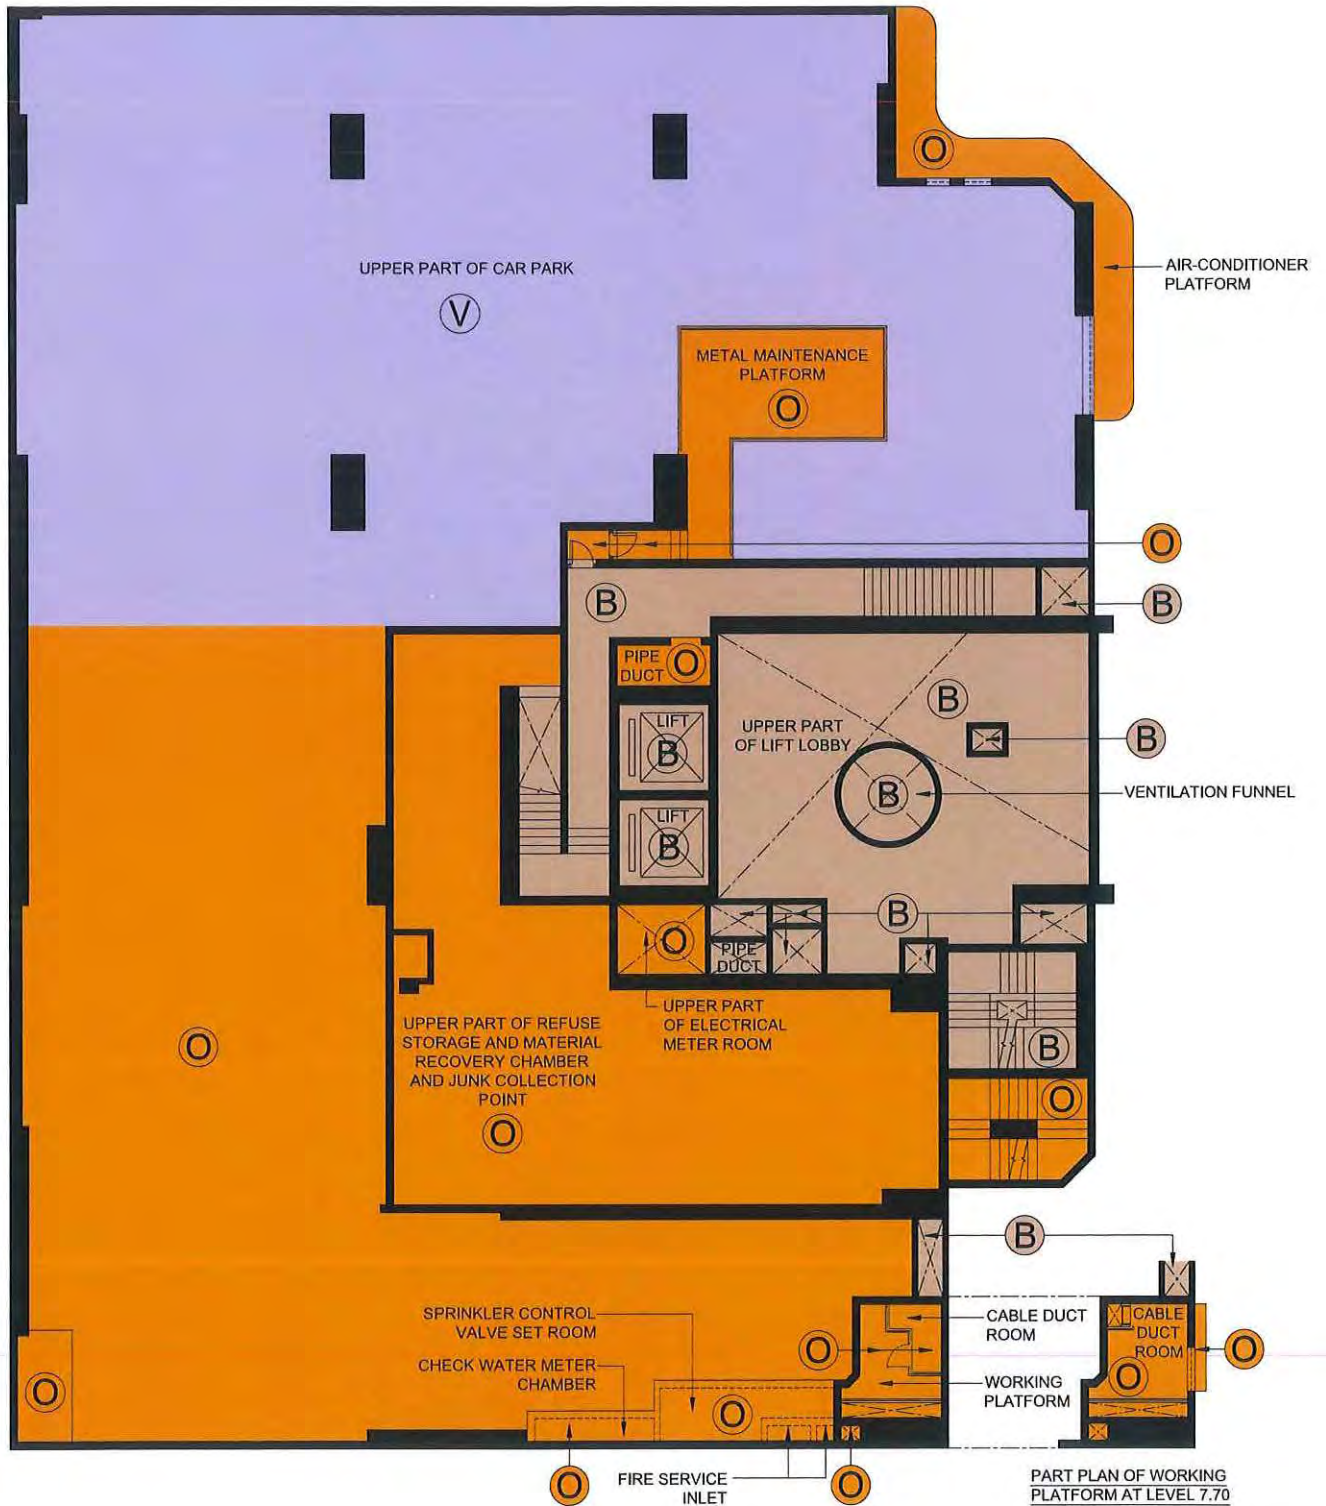 O
UPPER PART OF CAR PARK
V
AIR-CONDITIONER
PLATFORM
METAL MAINTENANCE
PLATFORM
O
O
B
B
PIPE
DUCT
O
B
LIFT
B
UPPER PART
OF LIFT LOBBY
B
B
VENTILATION FUNNEL
LIFT
B
B
O
PIPE
DUCT
UPPER PART
OF ELECTRICAL
METER ROOM
UPPER PART OF REFUSE
STORAGE AND MATERIAL
RECOVERY CHAMBER
AND JUNK COLLECTION
POINT
O
O
B
O
B
SPRINKLER CONTROL
VALVE SET ROOM
CABLE DUCT
ROOM
CABLE
DUCT
ROOM
O
O
CHECK WATER METER
CHAMBER
WORKING
PLATFORM
O
O
O
O
FIRE SERVICE
INLET
O
PART PLAN OF WORKING
PLATFORM AT LEVEL 7.70